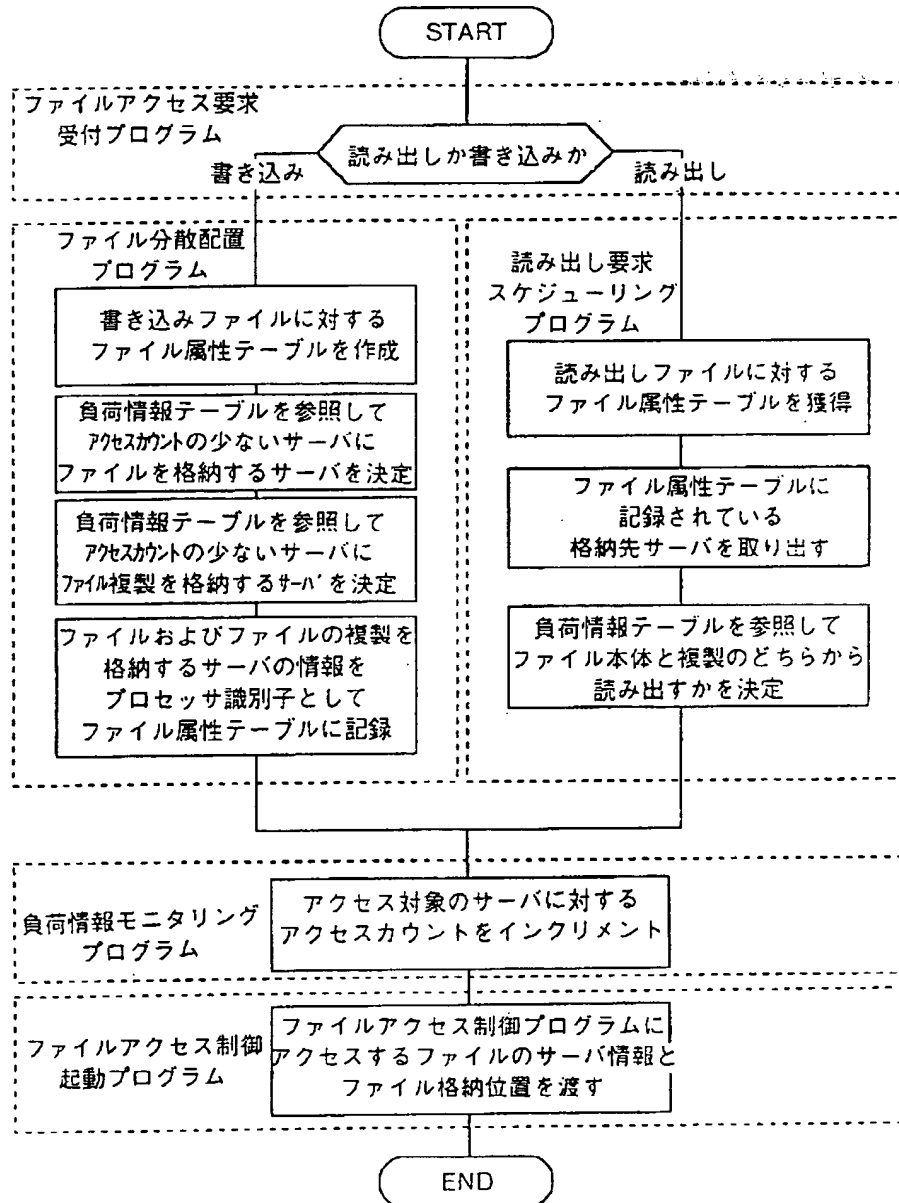 START
ファイルアクセス要求
受付プログラム
読み出しか書き込みか
書き込み
読み出し
ファイル分散配置
プログラム
書き込みファイルに対する
ファイル属性テーブルを作成
負荷情報テーブルを参照して
アクセスカウントの少ないサーバに
ファイルを格納するサーバを決定
負荷情報テーブルを参照して
アクセスカウントの少ないサーバに
ファイル複製を格納するサーバを決定
ファイルおよびファイルの複製を
格納するサーバの情報を
プロセッサ識別子として
ファイル属性テーブルに記録
読み出し要求
スケジューリング
プログラム
読み出しファイルに対する
ファイル属性テーブルを獲得
ファイル属性テーブルに
記録されている
格納先サーバを取り出す
負荷情報テーブルを参照して
ファイル本体と複製のどちらから
読み出すかを決定
負荷情報モニタリング
プログラム
アクセス対象のサーバに対する
アクセスカウントをインクリメント
ファイルアクセス制御
起動プログラム
ファイルアクセス制御プログラムに
アクセスするファイルのサーバ情報と
ファイル格納位置を渡す
END